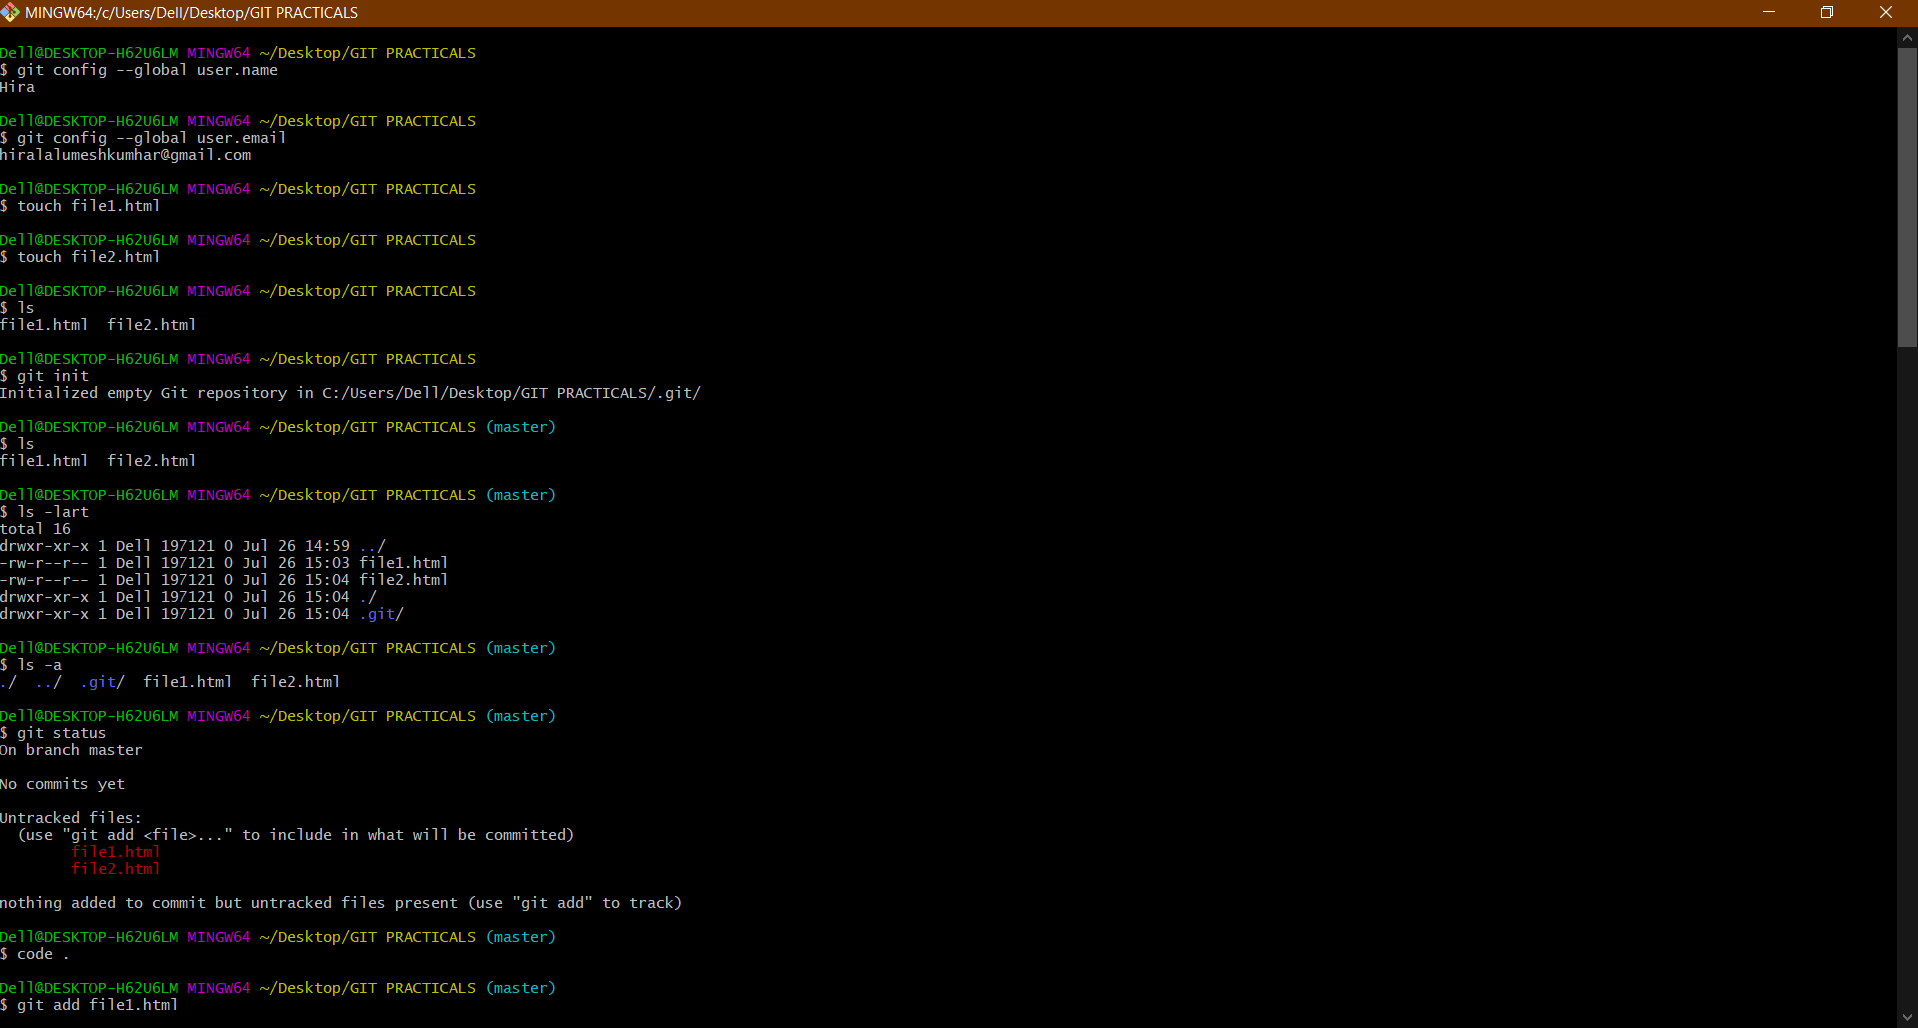 MINGW64:/c/Users/Dell/Desktop/GIT PRACTICALS
Dell@DESKTOP-H62U6LM MINGW64 ~/Desktop/GIT PRACTICALS
$ git config --global user.name
Hira
Dell@DESKTOP-H62U6LM MINGW64 ~/Desktop/GIT PRACTICALS
$ git config --global user.email
hiralalumeshkumhar@gmail.com
Dell@DESKTOP-H62U6LM MINGW64 ~/Desktop/GIT PRACTICALS
$ touch file1.html
Dell@DESKTOP-H62U6LM MINGW64 ~/Desktop/GIT PRACTICALS
$ touch file2.html
Dell@DESKTOP-H62U6LM MINGW64 ~/Desktop/GIT PRACTICALS
$ ls
file1.html  file2.html
Dell@DESKTOP-H62U6LM MINGW64 ~/Desktop/GIT PRACTICALS
$ git init
Initialized empty Git repository in C:/Users/Dell/Desktop/GIT PRACTICALS/.git/
Dell@DESKTOP-H62U6LM MINGW64 ~/Desktop/GIT PRACTICALS (master)
$ ls
file1.html  file2.html
Dell@DESKTOP-H62U6LM MINGW64 ~/Desktop/GIT PRACTICALS (master)
$ ls -lart
total 16
drwxr-xr-x 1 Dell 197121 0 Jul 26 14:59 ../
-rw-r--r-- 1 Dell 197121 0 Jul 26 15:03 file1.html
-rw-r--r-- 1 Dell 197121 0 Jul 26 15:04 file2.html
drwxr-xr-x 1 Dell 197121 0 Jul 26 15:04 ./
drwxr-xr-x 1 Dell 197121 0 Jul 26 15:04 .git/
Dell@DESKTOP-H62U6LM MINGW64 ~/Desktop/GIT PRACTICALS (master)
$ ls -a
./  ../  .git/  file1.html  file2.html
Dell@DESKTOP-H62U6LM MINGW64 ~/Desktop/GIT PRACTICALS (master)
$ git status
On branch master
No commits yet
Untracked files:
  (use "git add <file>..." to include in what will be committed)
        file1.html
        file2.html
nothing added to commit but untracked files present (use "git add" to track)
Dell@DESKTOP-H62U6LM MINGW64 ~/Desktop/GIT PRACTICALS (master)
$ code .
Dell@DESKTOP-H62U6LM MINGW64 ~/Desktop/GIT PRACTICALS (master)
$ git add file1.html